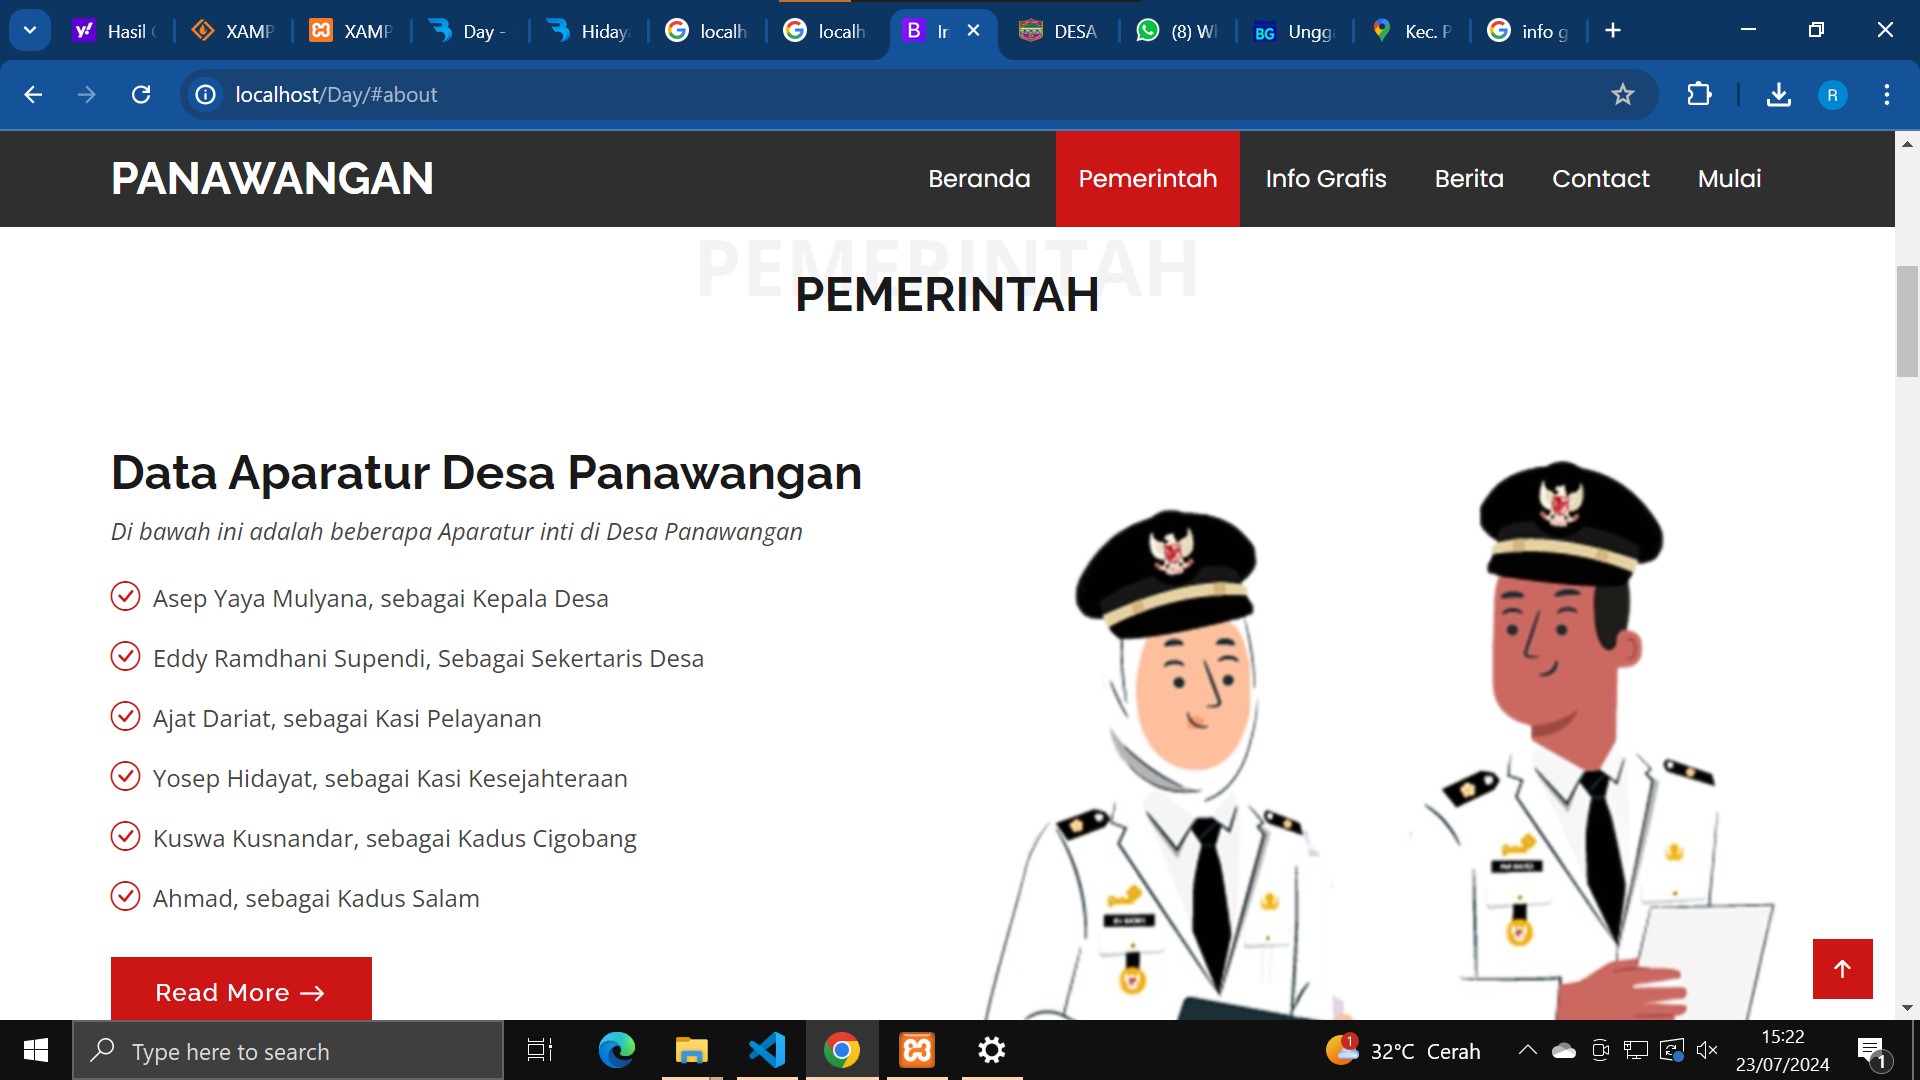 Hasil
XAMP
XAMP
Day -
Hiday
localh
localh
Ir
DESA
(8) W
Ungg
Kec. P
info g
localhost/Day/#about
R
PANAWANGAN
Beranda
Pemerintah
Info Grafis
Berita
Contact
Mulai
PEMERINTAH
PEMERINTAH
Data Aparatur Desa Panawangan
Di bawah ini adalah beberapa Aparatur inti di Desa Panawangan
Asep Yaya Mulyana, sebagai Kepala Desa
Eddy Ramdhani Supendi, Sebagai Sekertaris Desa
Ajat Dariat, sebagai Kasi Pelayanan
Yosep Hidayat, sebagai Kasi Kesejahteraan
Kuswa Kusnandar, sebagai Kadus Cigobang
Ahmad, sebagai Kadus Salam
Read More →
Type here to search
1
32°C Cerah
15:22
23/07/2024
1